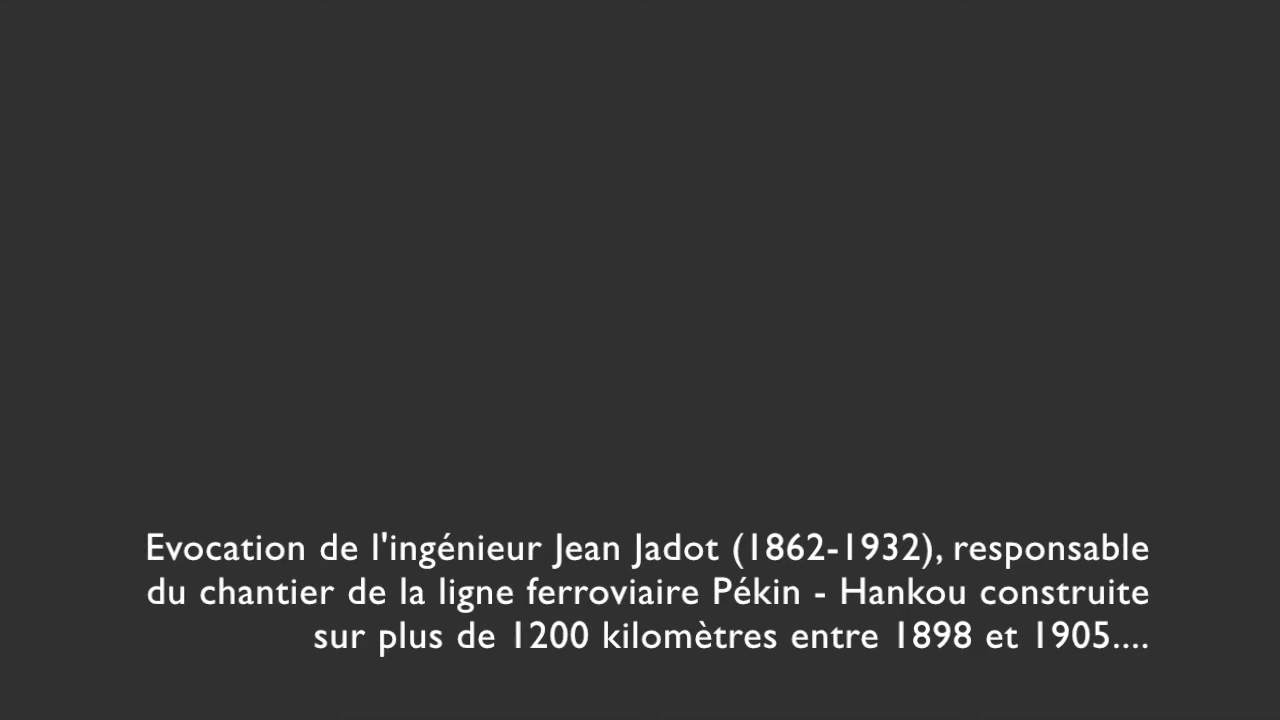 Evocation de l'ingénieur Jean Jadot (1862-1932), responsable
du chantier de la ligne ferroviaire Pékin - Hankou construite
sur plus de 1200 kilomètres entre 1898 et 1905....